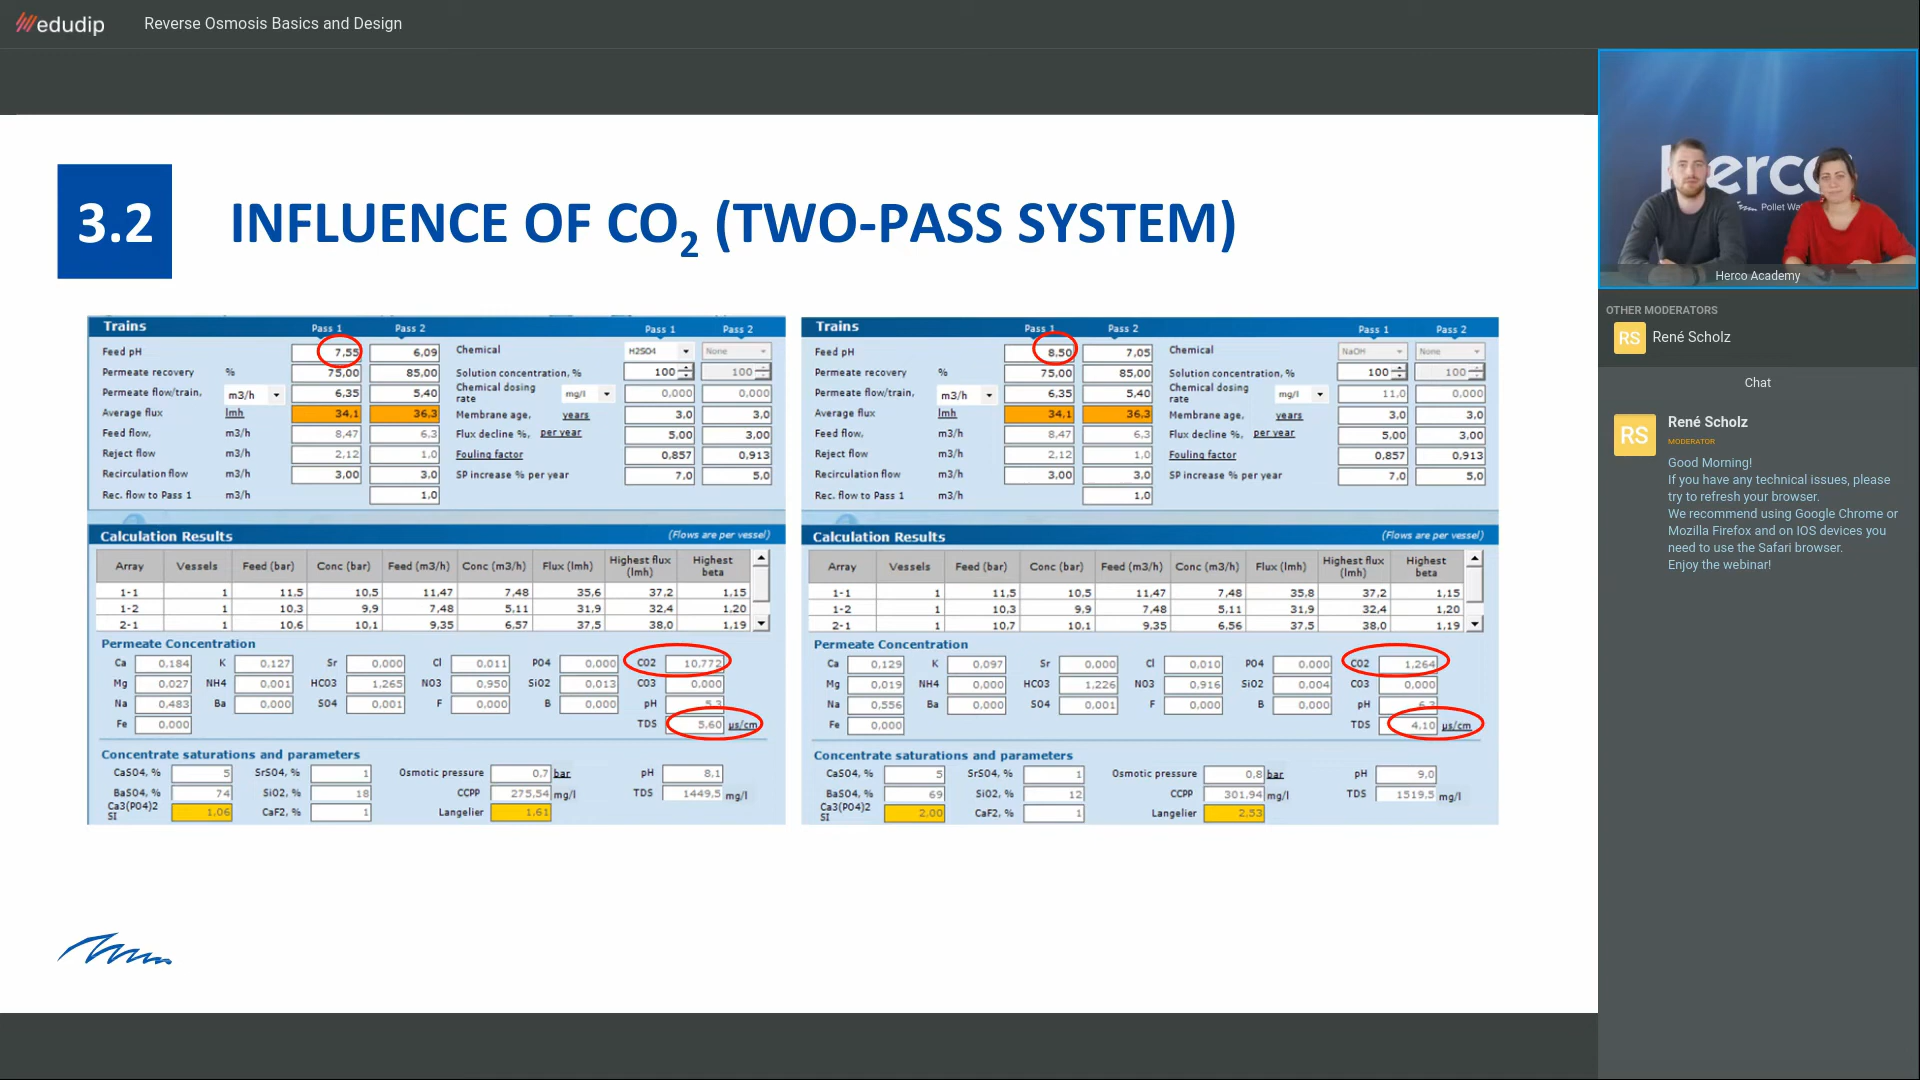 edudip Reverse Osmosis Basics and Design
3.2 INFLUENCE OF CO2 (TWO-PASS SYSTEM)
Trains Pass 1 Pass 2 Pass 1 Pass 2
Feed pH 7,55 6,09 Chemical H2SO4 None
Permeate recovery % 75,00 85,00 Solution concentration, % 100 100
Permeate flow/train, m3/h 6,35 5,40 Chemical dosing rate mg/l 0,000 0,000
Average flux lmh 34,1 36,3 Membrane age, years 3,0 3,0
Feed flow, m3/h 8,47 6,3 Flux decline %, per year 5,00 3,00
Reject flow m3/h 2,12 1,0 Fouling factor 0,857 0,913
Recirculation flow m3/h 3,00 3,0 SP increase % per year 7,0 5,0
Rec. flow to Pass 1 m3/h 1,0
Calculation Results (Flows are per vessel)
Array Vessels Feed (bar) Conc (bar) Feed (m3/h) Conc (m3/h) Flux (lmh) Highest flux (lmh) Highest beta
1-1 1 11,5 10,5 11,47 7,48 35,6 37,2 1,15
1-2 1 10,3 9,9 7,48 5,11 31,9 32,4 1,20
2-1 1 10,6 10,1 9,35 6,57 37,5 38,0 1,19
Permeate Concentration
Ca 0,184 K 0,127 Sr 0,000 Cl 0,011 PO4 0,000 CO2 10,772
Mg 0,027 NH4 0,001 HCO3 1,265 NO3 0,950 SiO2 0,013 CO3 0,000
Na 0,483 Ba 0,000 SO4 0,001 F 0,000 B 0,000 pH 5,3
Fe 0,000 TDS 5,60 µs/cm
Concentrate saturations and parameters
CaSO4, % 5 SrSO4, % 1 Osmotic pressure 0,7 bar pH 8,1
BaSO4, % 74 SiO2, % 18 CCPP 275,54 mg/l TDS 1449,5 mg/l
Ca3(PO4)2 SI 1,06 CaF2, % 1 Langelier 1,61
Trains Pass 1 Pass 2 Pass 1 Pass 2
Feed pH 8,50 7,05 Chemical NaOH None
Permeate recovery % 75,00 85,00 Solution concentration, % 100 100
Permeate flow/train, m3/h 6,35 5,40 Chemical dosing rate mg/l 11,0 0,000
Average flux lmh 34,1 36,3 Membrane age, years 3,0 3,0
Feed flow, m3/h 8,47 6,3 Flux decline %, per year 5,00 3,00
Reject flow m3/h 2,12 1,0 Fouling factor 0,857 0,913
Recirculation flow m3/h 3,00 3,0 SP increase % per year 7,0 5,0
Rec. flow to Pass 1 m3/h 1,0
Calculation Results (Flows are per vessel)
Array Vessels Feed (bar) Conc (bar) Feed (m3/h) Conc (m3/h) Flux (lmh) Highest flux (lmh) Highest beta
1-1 1 11,5 10,5 11,47 7,48 35,8 37,2 1,15
1-2 1 10,3 9,9 7,48 5,11 31,9 32,4 1,20
2-1 1 10,7 10,1 9,35 6,56 37,5 38,0 1,19
Permeate Concentration
Ca 0,129 K 0,097 Sr 0,000 Cl 0,010 PO4 0,000 CO2 1,264
Mg 0,019 NH4 0,000 HCO3 1,226 NO3 0,916 SiO2 0,004 CO3 0,000
Na 0,556 Ba 0,000 SO4 0,001 F 0,000 B 0,000 pH
Fe 0,000 TDS 4,10 µs/cm
Concentrate saturations and parameters
CaSO4, % 5 SrSO4, % 1 Osmotic pressure 0,8 bar pH 9,0
BaSO4, % 69 SiO2, % 12 CCPP 301,94 mg/l TDS 1519,5 mg/l
Ca3(PO4)2 SI 2,00 CaF2, % 1 Langelier 2,53
herco
Pollet Wa
Herco Academy
OTHER MODERATORS
RS René Scholz
Chat
RS René Scholz
MODERATOR
Good Morning!
If you have any technical issues, please
try to refresh your browser.
We recommend using Google Chrome or
Mozilla Firefox and on IOS devices you
need to use the Safari browser.
Enjoy the webinar!